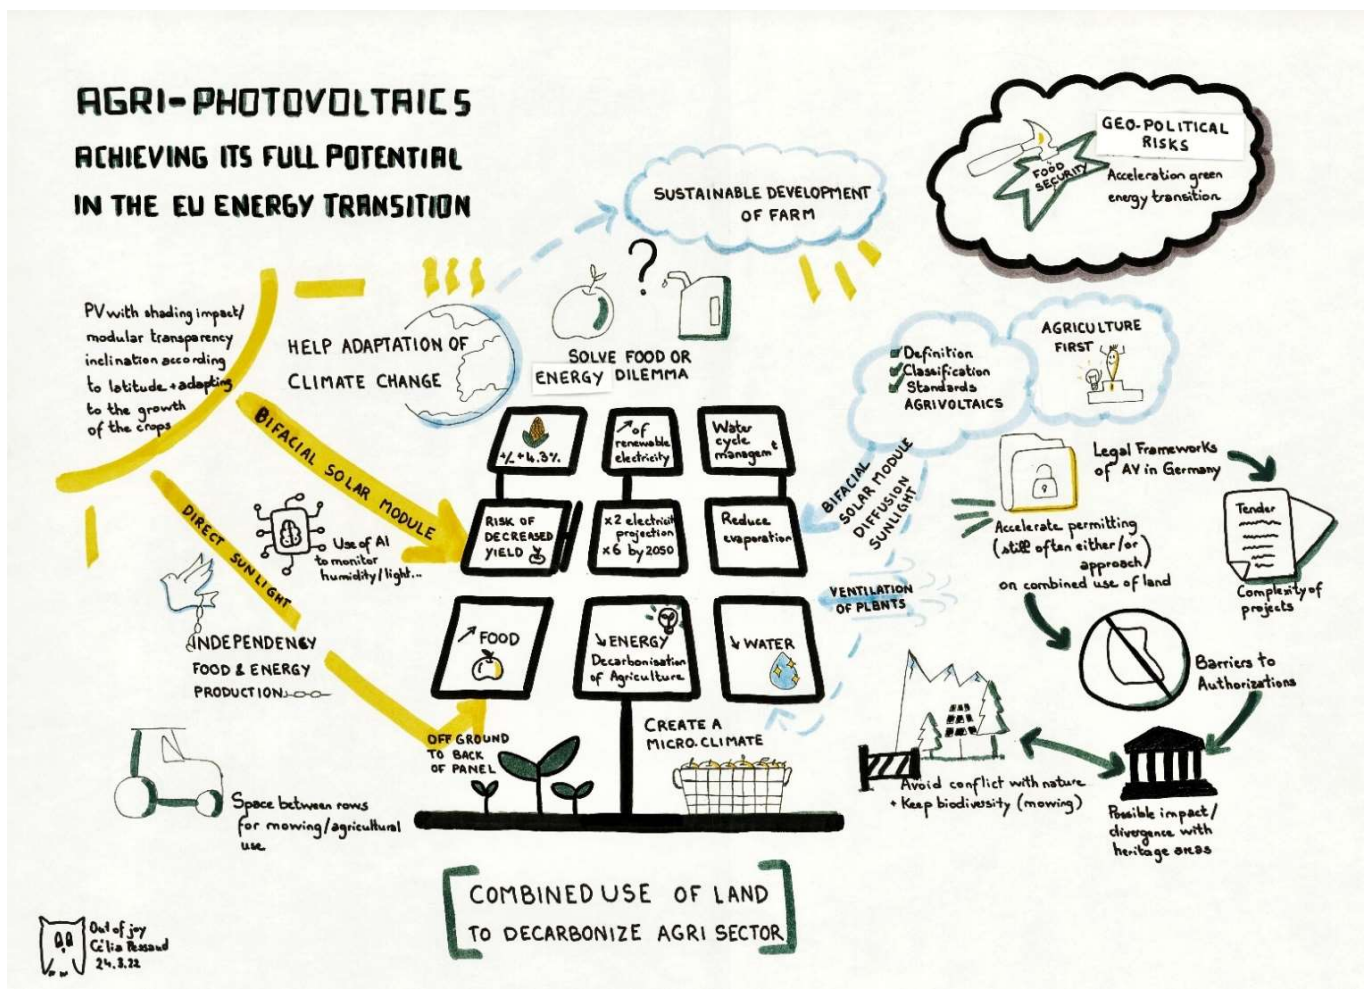 AGRI-PHOTOVOLTAICS
ACHIEVING ITS FULL POTENTIAL
IN THE EU ENERGY TRANSITION
SUSTAINABLE DEVELOPMENT
OF FARM
GEO-POLITICAL
RISKS
FOOD
SECURITY
Acceleration green
energy transition
PV with shading impact/
modular transparency
inclination according
to latitude + adapting
to the growth
of the crops
HELP ADAPTATION OF
CLIMATE CHANGE
?
SOLVE FOOD OR
ENERGY DILEMMA
Definition
Classification
Standards
AGRIVOLTAICS
AGRICULTURE
FIRST
BIFACIAL SOLAR MODULE
DIRECT SUNLIGHT
Use of AI
to monitor
humidity/light...
INDEPENDENCY
FOOD & ENERGY
PRODUCTION
+/- +4.3%
↗ of
renewable
electricity
Water
cycle
management
RISK OF
DECREASED
YIELD
x2 electricit
projection
x6 by 2050
Reduce
evaporation
↗ FOOD
↘ ENERGY
Decarbonisation
of Agriculture
↓ WATER
BIFACIAL
SOLAR MODULE
DIFFUSION
SUNLIGHT
VENTILATION
OF PLANTS
Legal Frameworks
of AV in Germany
Tender
Complexity of
projects
Accelerate permitting
(still often either/or
approach)
on combined use of land
Barriers to
Authorizations
OFF GROUND
TO BACK
OF PANEL
CREATE A
MICRO.CLIMATE
Space between rows
for mowing/agricultural
use
Avoid conflict with nature
+ Keep biodiversity (mowing)
Possible impact/
divergence with
heritage areas
COMBINED USE OF LAND
TO DECARBONIZE AGRI SECTOR
Out of joy
Célia
24.3.22